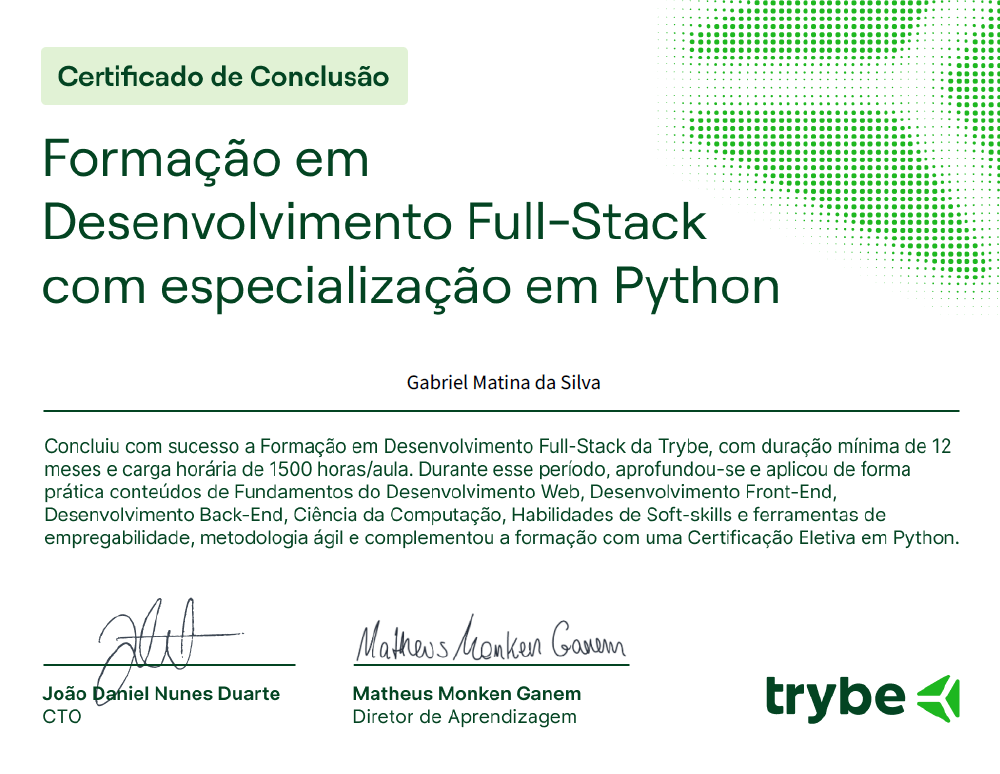 Certificado de Conclusão
Formação em
Desenvolvimento Full-Stack
com especialização em Python
Gabriel Matina da Silva
Concluiu com sucesso a Formação em Desenvolvimento Full-Stack da Trybe, com duração mínima de 12
meses e carga horária de 1500 horas/aula. Durante esse período, aprofundou-se e aplicou de forma
prática conteúdos de Fundamentos do Desenvolvimento Web, Desenvolvimento Front-End,
Desenvolvimento Back-End, Ciência da Computação, Habilidades de Soft-skills e ferramentas de
empregabilidade, metodologia ágil e complementou a formação com uma Certificação Eletiva em Python.
Matheus Monken Ganem
João Daniel Nunes Duarte
CTO
Matheus Monken Ganem
Diretor de Aprendizagem
trybe